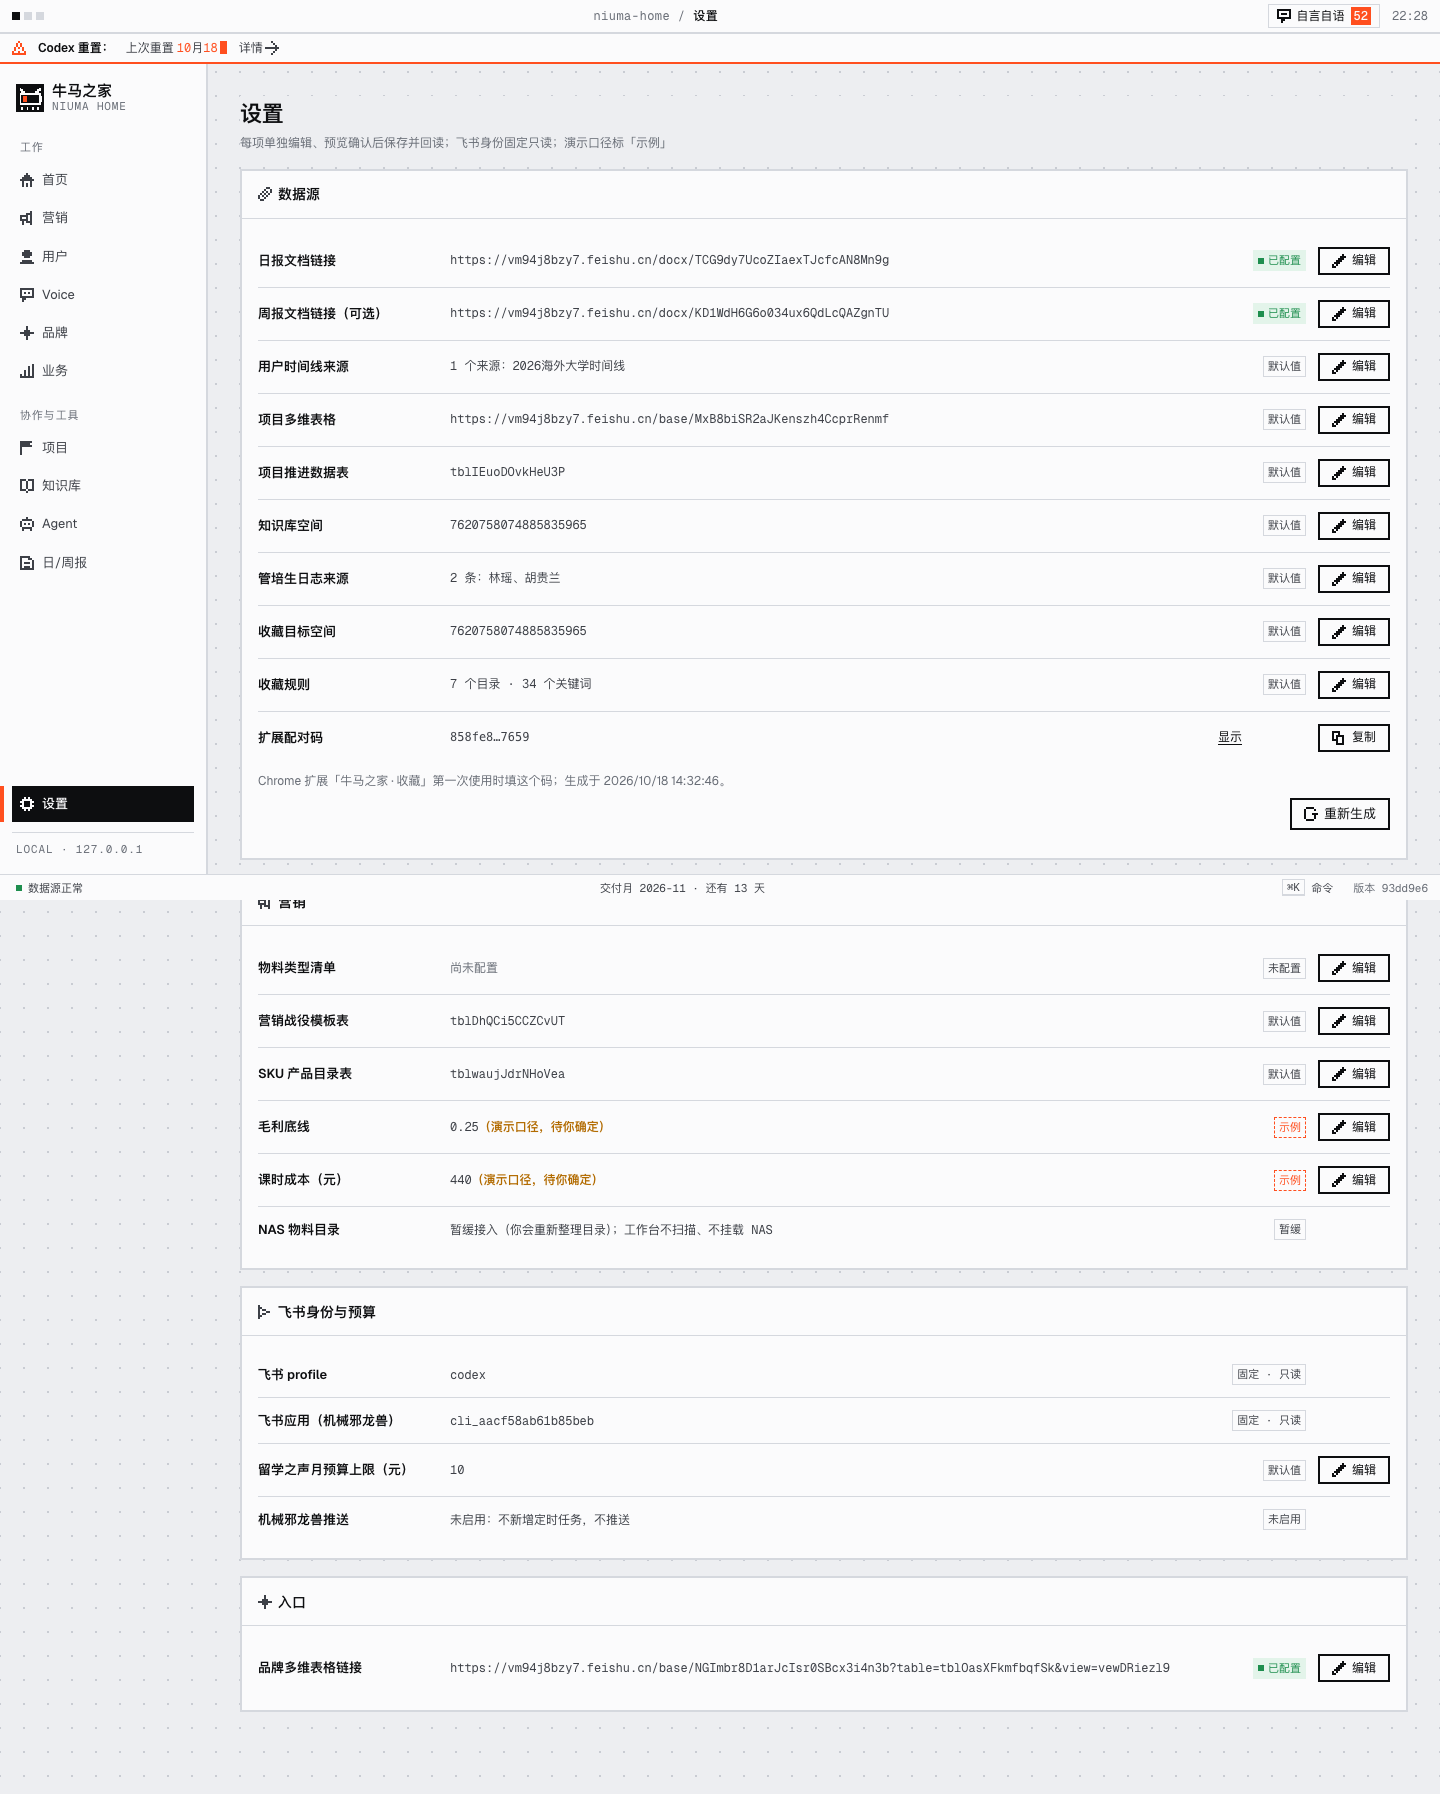 niuma-home / 设置
自言自语 52
22:28
Codex 重置： 上次重置 10月18 详情
牛马之家
NIUMA HOME
工作
首页
营销
用户
Voice
品牌
业务
协作与工具
项目
知识库
Agent
日/周报
设置
LOCAL · 127.0.0.1
设置
每项单独编辑、预览确认后保存并回读；飞书身份固定只读；演示口径标「示例」
数据源
日报文档链接 https://vm94j8bzy7.feishu.cn/docx/TCG9dy7UcoZIaexTJcfcAN8Mn9g 已配置 编辑
周报文档链接（可选） https://vm94j8bzy7.feishu.cn/docx/KD1WdH6G6o034ux6QdLcQAZgnTU 已配置 编辑
用户时间线来源 1 个来源：2026海外大学时间线 默认值 编辑
项目多维表格 https://vm94j8bzy7.feishu.cn/base/MxB8biSR2aJKenszh4CcprRenmf 默认值 编辑
项目推进数据表 tblIEuoDOvkHeU3P 默认值 编辑
知识库空间 7620758074885835965 默认值 编辑
管培生日志来源 2 条：林瑶、胡贵兰 默认值 编辑
收藏目标空间 7620758074885835965 默认值 编辑
收藏规则 7 个目录 · 34 个关键词 默认值 编辑
扩展配对码 858fe8…7659 显示 复制
Chrome 扩展「牛马之家 · 收藏」第一次使用时填这个码；生成于 2026/10/18 14:32:46。
重新生成
数据源正常
交付月 2026-11 · 还有 13 天
⌘K 命令 版本 93dd9e6
营销
物料类型清单 尚未配置 未配置 编辑
营销战役模板表 tblDhQCi5CCZCvUT 默认值 编辑
SKU 产品目录表 tblwaujJdrNHoVea 默认值 编辑
毛利底线 0.25（演示口径，待你确定） 示例 编辑
课时成本（元） 440（演示口径，待你确定） 示例 编辑
NAS 物料目录 暂缓接入（你会重新整理目录）；工作台不扫描、不挂载 NAS 暂缓
飞书身份与预算
飞书 profile codex 固定 · 只读
飞书应用（机械邪龙兽） cli_aacf58ab61b85beb 固定 · 只读
留学之声月预算上限（元） 10 默认值 编辑
机械邪龙兽推送 未启用：不新增定时任务，不推送 未启用
入口
品牌多维表格链接 https://vm94j8bzy7.feishu.cn/base/NGImbr8D1arJcIsr0SBcx3i4n3b?table=tblOasXFkmfbqfSk&view=vewDRiezl9 已配置 编辑